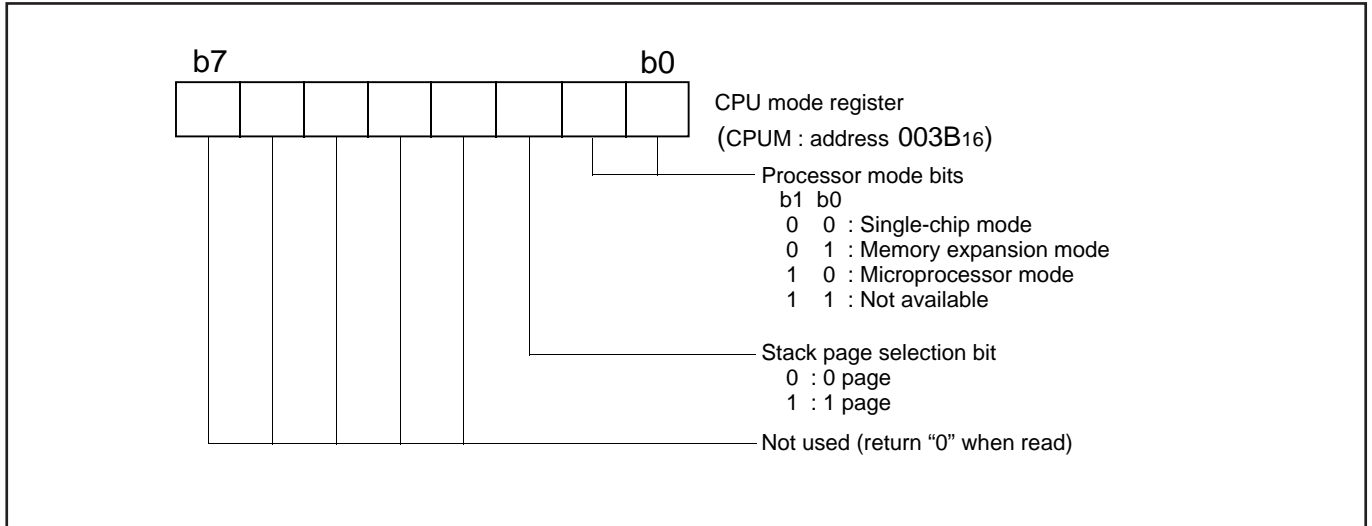 b7 b0
CPU mode register
(CPUM : address 003B16)
Processor mode bits
b1 b0
0 0 : Single-chip mode
0 1 : Memory expansion mode
1 0 : Microprocessor mode
1 1 : Not available
Stack page selection bit
0 : 0 page
1 : 1 page
Not used (return “0” when read)